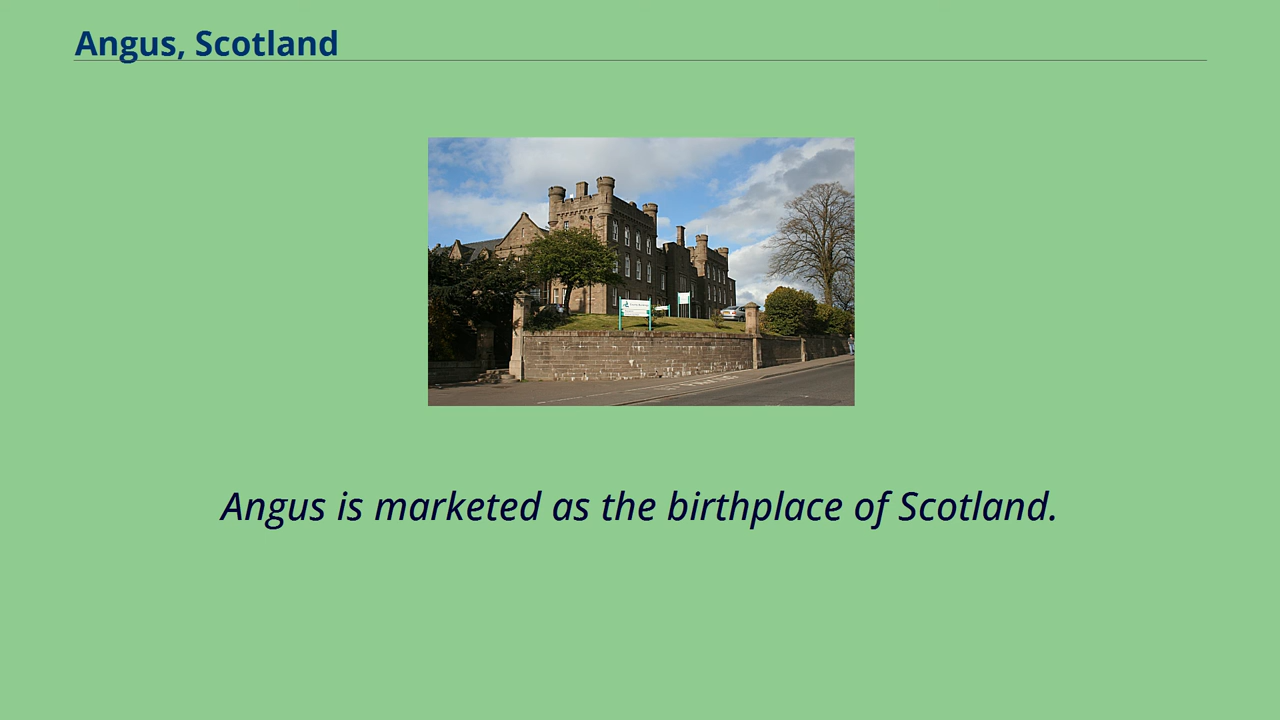 Angus, Scotland
Angus is marketed as the birthplace of Scotland.